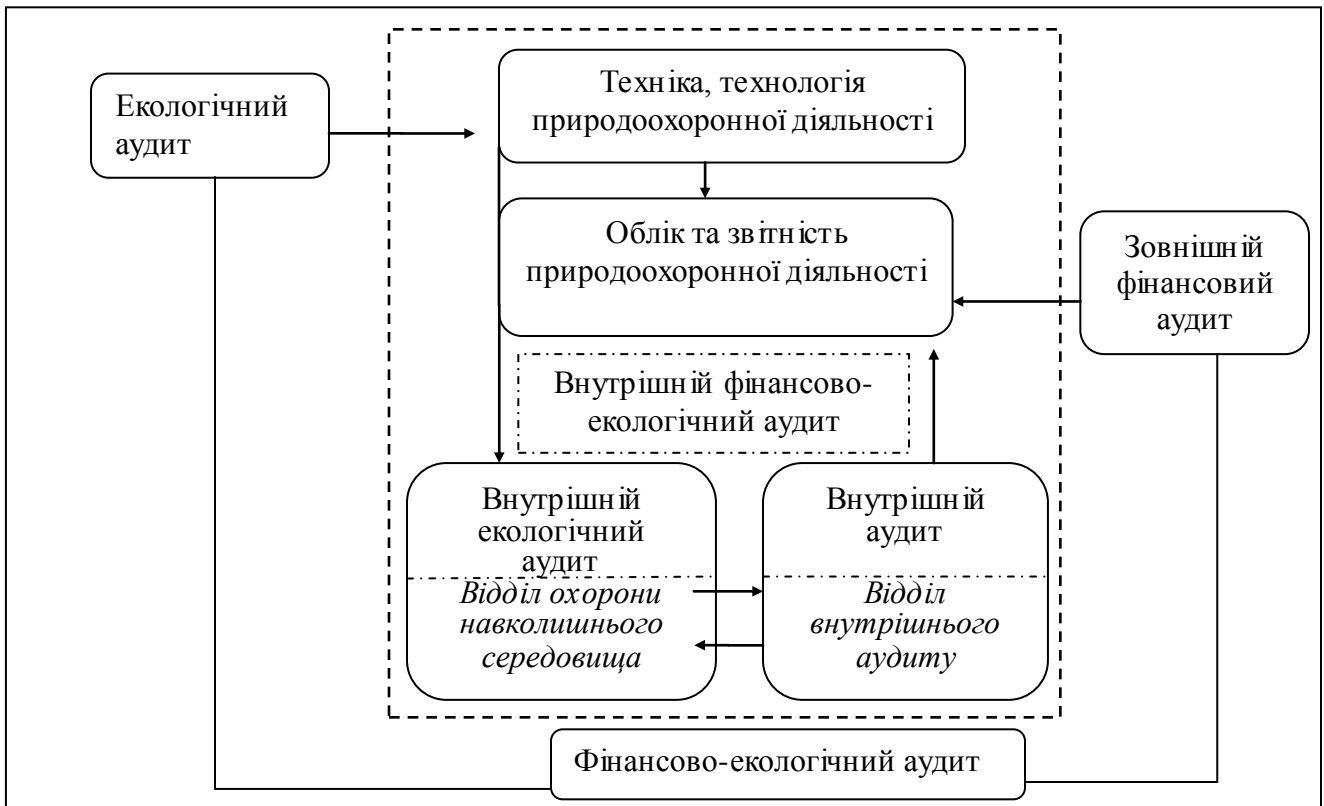 Техніка, технологія
природоохоронної діяльності
Екологічний
аудит
Облік та звітність
природоохоронної діяльності
Зовнішній
фінансовий
аудит
Внутрішній фінансово-
екологічний аудит
Внутрішній
екологічний
аудит
Відділ охорони
навколишнього
середовища
Внутрішній
аудит
Відділ
внутрішнього
аудиту
Фінансово-екологічний аудит